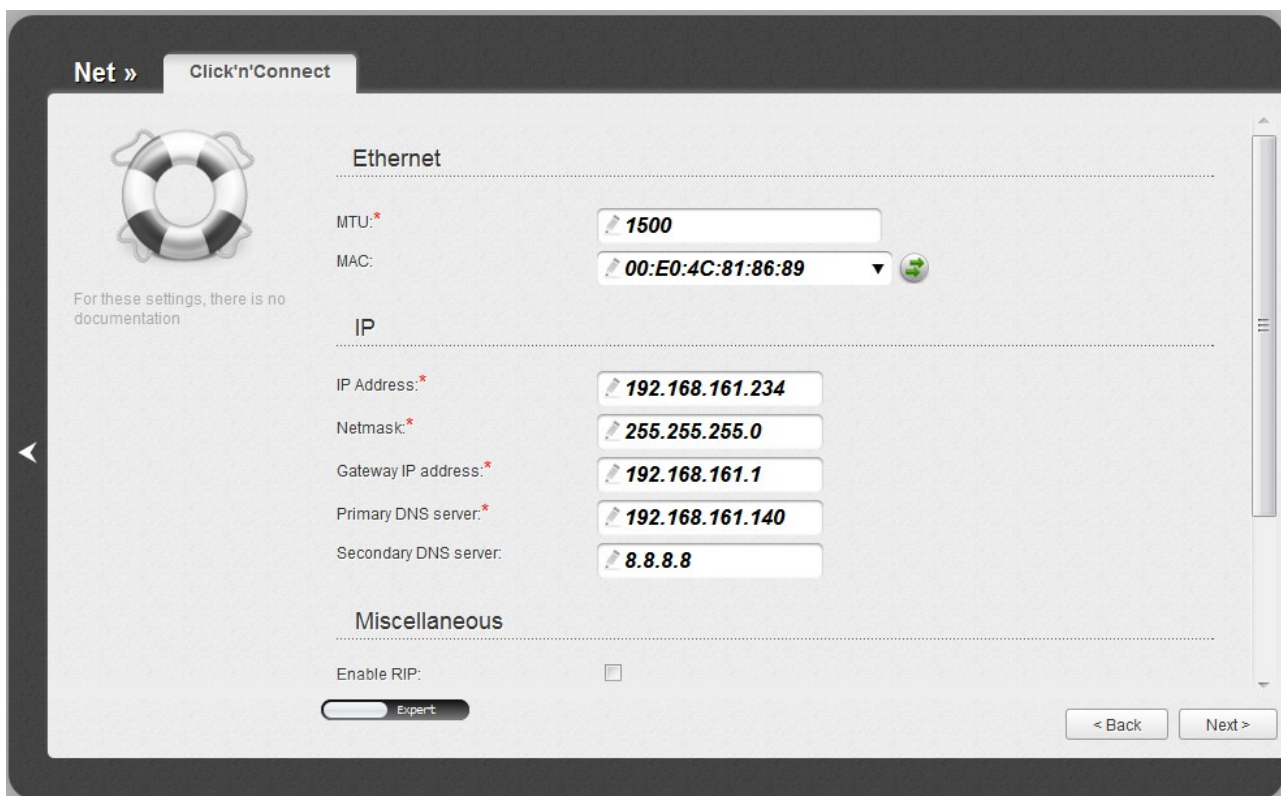 Net » Click'n'Connect
For these settings, there is no
documentation
Ethernet
MTU:* 1500
MAC: 00:E0:4C:81:86:89
IP
IP Address:* 192.168.161.234
Netmask:* 255.255.255.0
Gateway IP address:* 192.168.161.1
Primary DNS server:* 192.168.161.140
Secondary DNS server: 8.8.8.8
Miscellaneous
Enable RIP:
Expert
< Back Next >